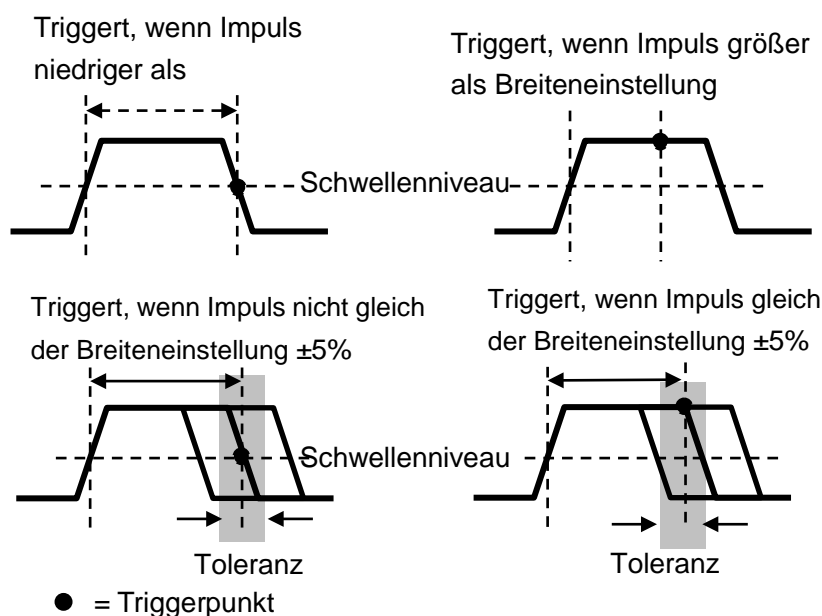 Triggert, wenn Impuls
niedriger als
Triggert, wenn Impuls größer
als Breiteneinstellung
Schwellenniveau
Triggert, wenn Impuls nicht gleich
der Breiteneinstellung ±5%
Triggert, wenn Impuls gleich
der Breiteneinstellung ±5%
Schwellenniveau
Toleranz
Toleranz
= Triggerpunkt